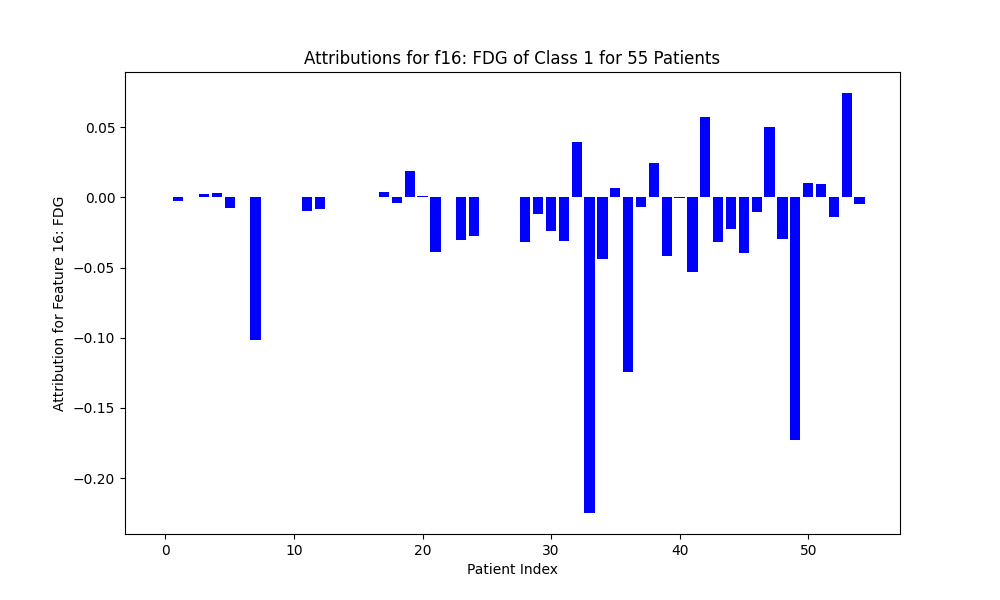 Attributions for f16: FDG of Class 1 for 55 Patients
Attribution for Feature 16: FDG
0.05
0.00
−0.05
−0.10
−0.15
−0.20
0 10 20 30 40 50
Patient Index